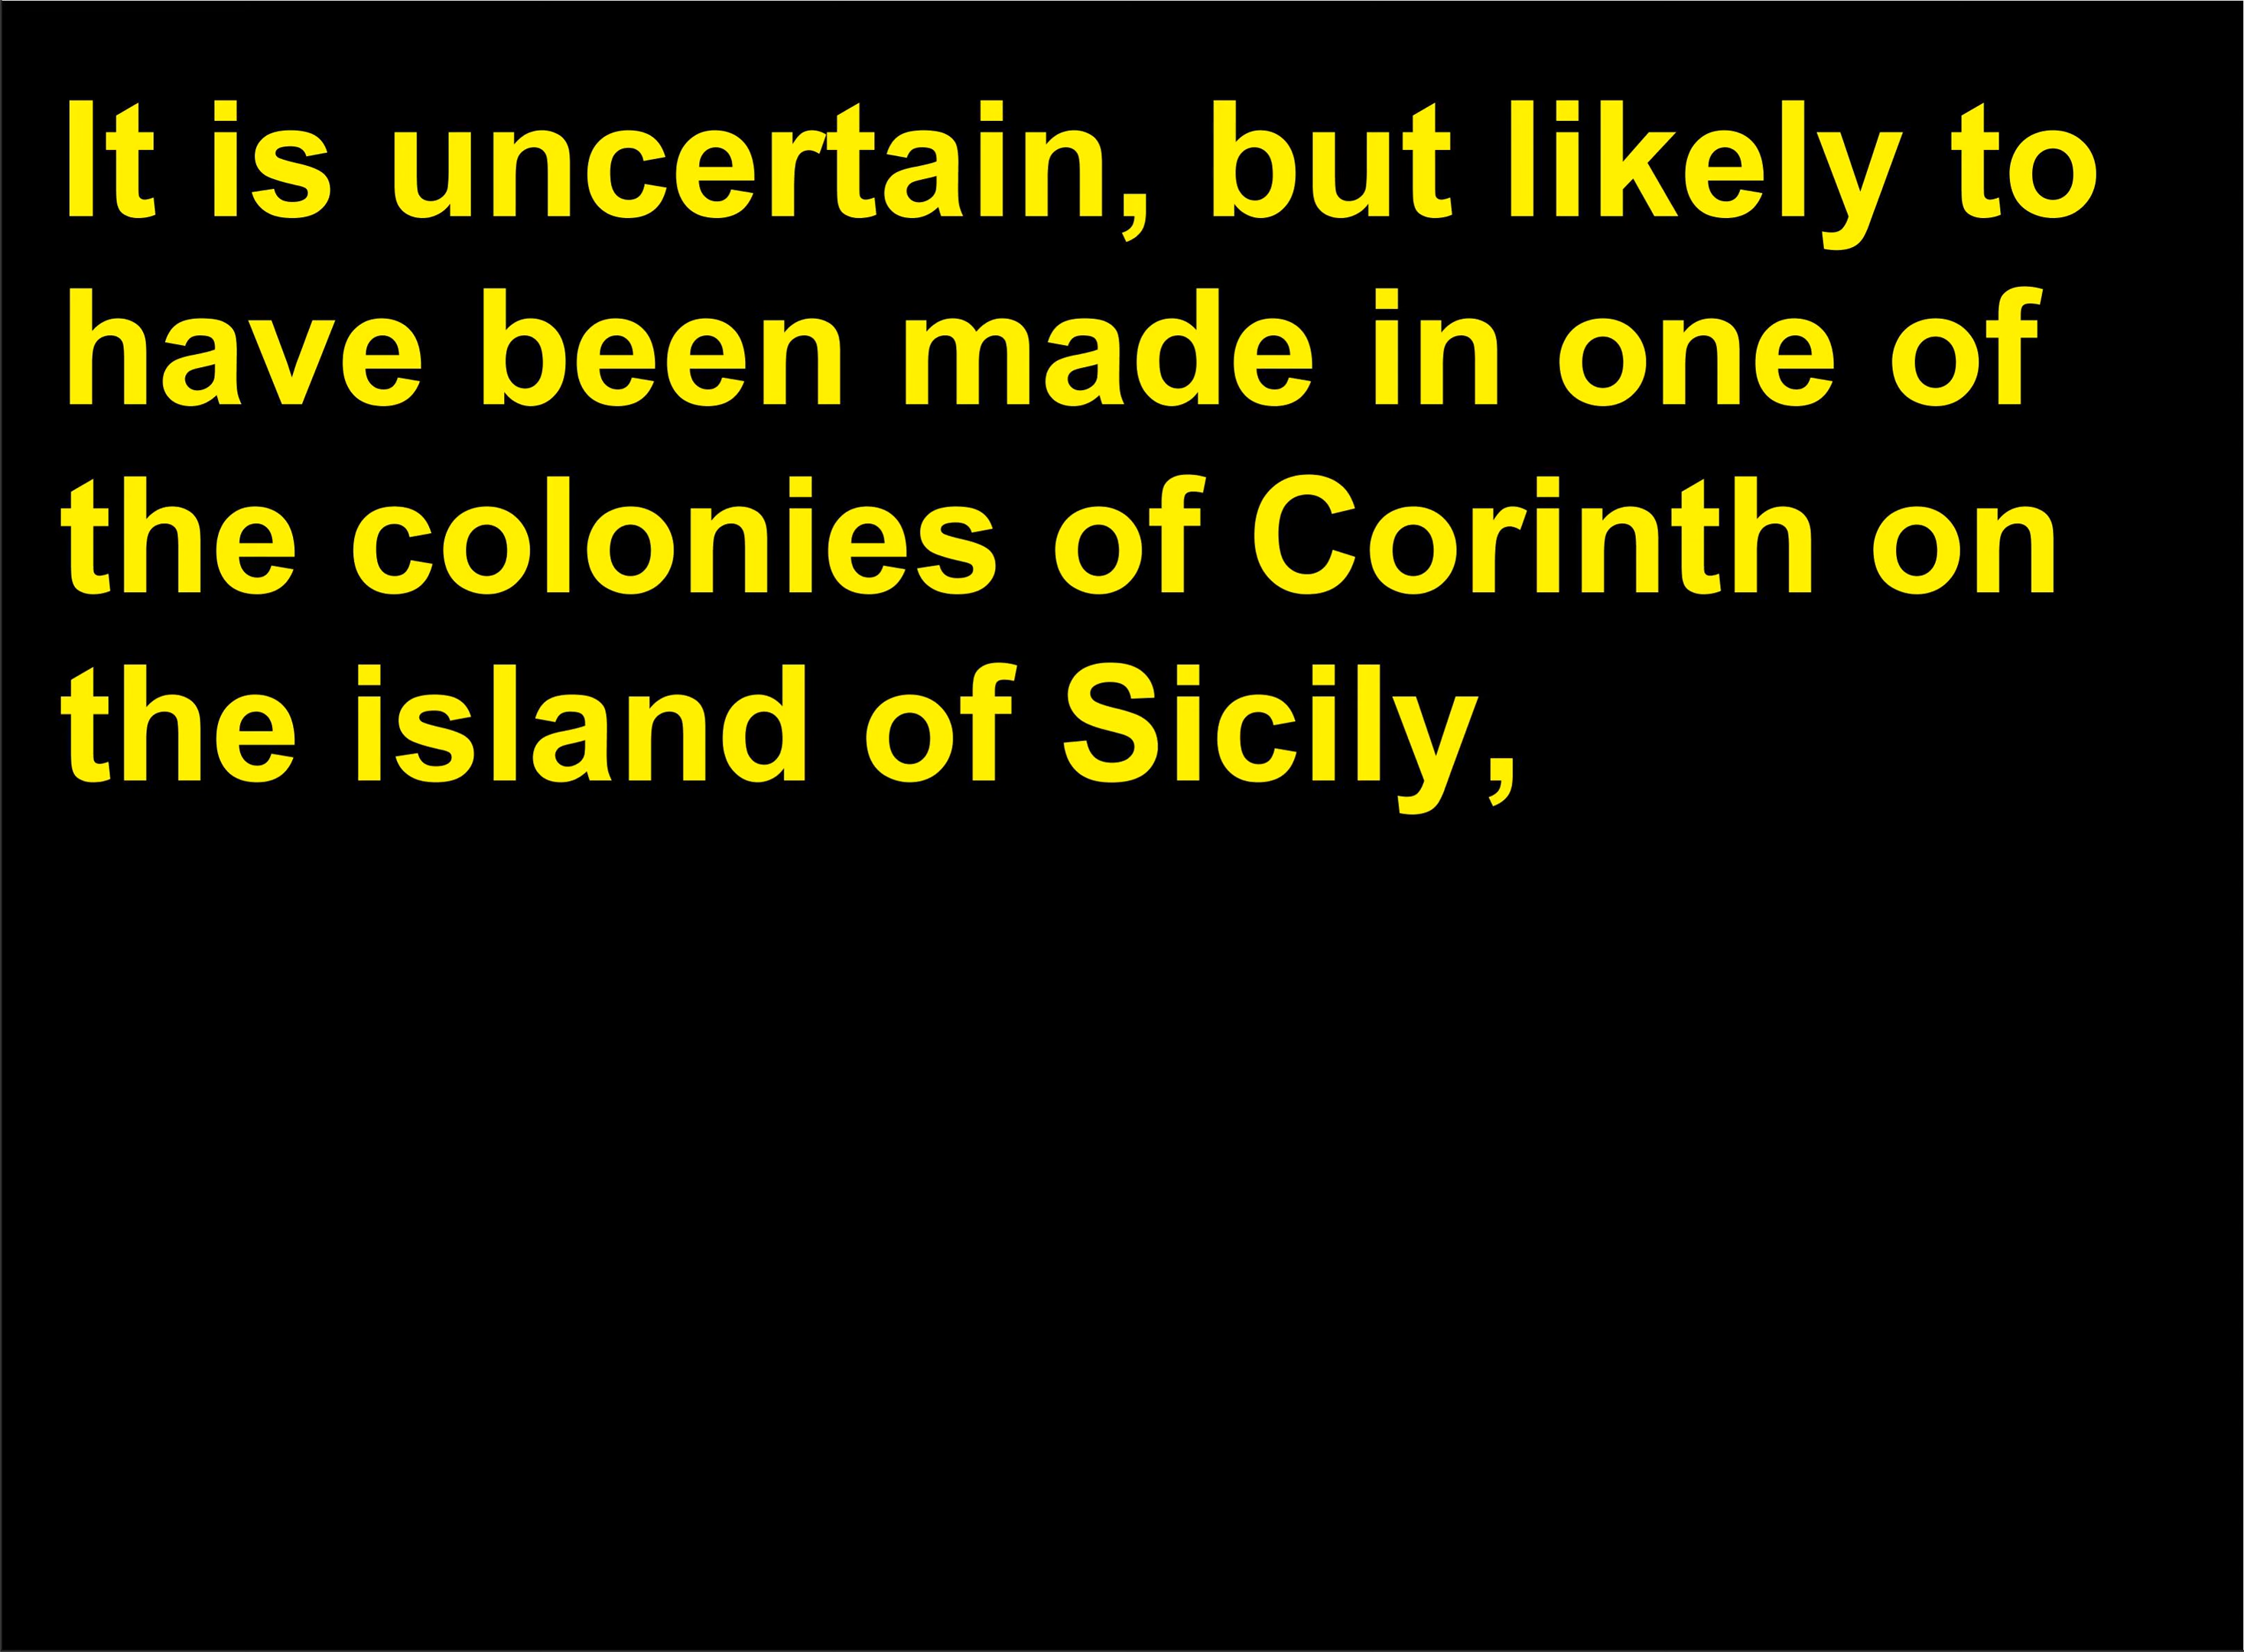 It is uncertain, but likely to
have been made in one of
the colonies of Corinth on
the island of Sicily,